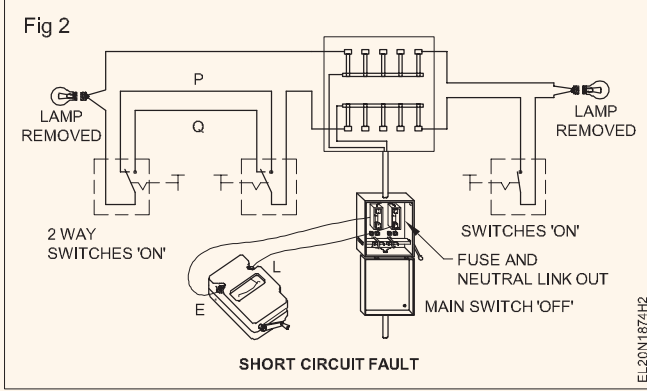 Fig 2
P
Q
LAMP
REMOVED
LAMP
REMOVED
2 WAY
SWITCHES 'ON'
SWITCHES 'ON'
FUSE AND
NEUTRAL LINK OUT
L
E
MAIN SWITCH 'OFF'
SHORT CIRCUIT FAULT
EL20N1874H2